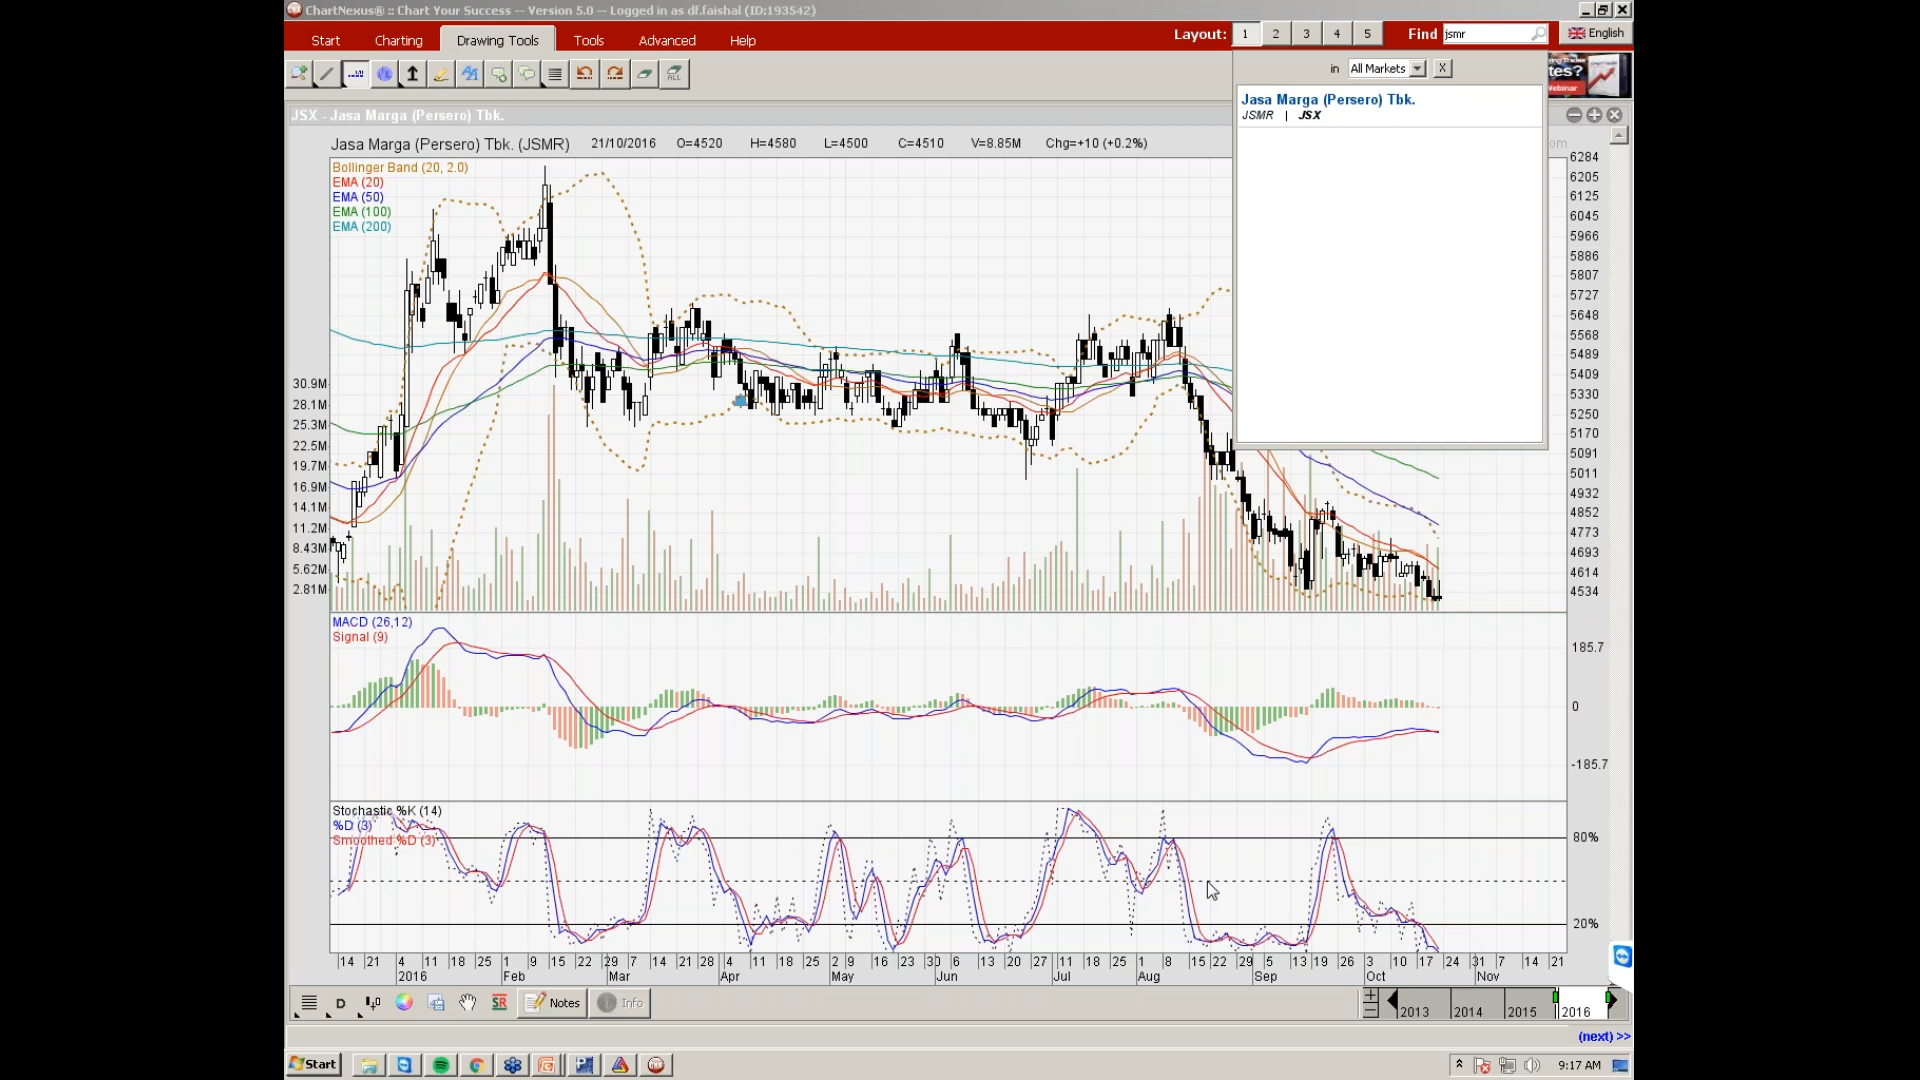 ChartNexus® :: Chart Your Success -- Version 5.0 -- Logged in as df.faishal (ID:193542)
Start Charting Drawing Tools Tools Advanced Help Layout: 1 2 3 4 5 Find jsmr English
in All Markets X
tes?
Webinar
Jasa Marga (Persero) Tbk.
JSMR | JSX
JSX - Jasa Marga (Persero) Tbk.
Jasa Marga (Persero) Tbk. (JSMR) 21/10/2016 O=4520 H=4580 L=4500 C=4510 V=8.85M Chg=+10 (+0.2%)
Bollinger Band (20, 2.0)
EMA (20)
EMA (50)
EMA (100)
EMA (200)
6284
6205
6125
6045
5966
5886
5807
5727
5648
5568
5489
5409
5330
5250
5170
5091
5011
4932
4852
4773
4693
4614
4534
30.9M
28.1M
25.3M
22.5M
19.7M
16.9M
14.1M
11.2M
8.43M
5.62M
2.81M
MACD (26,12)
Signal (9)
185.7
0
-185.7
Stochastic %K (14)
%D (3)
Smoothed %D (3)
80%
20%
14 21 4 11 18 25 1 9 15 22 29 7 14 21 28 4 11 18 25 2 9 16 23 30 6 13 20 27 11 18 25 1 8 15 22 29 5 13 19 26 3 10 17 24 31 7 14 21
2016 Feb Mar Apr May Jun Jul Aug Sep Oct Nov
D SR Notes Info
2013 2014 2015 2016
(next) >>
Start 9:17 AM